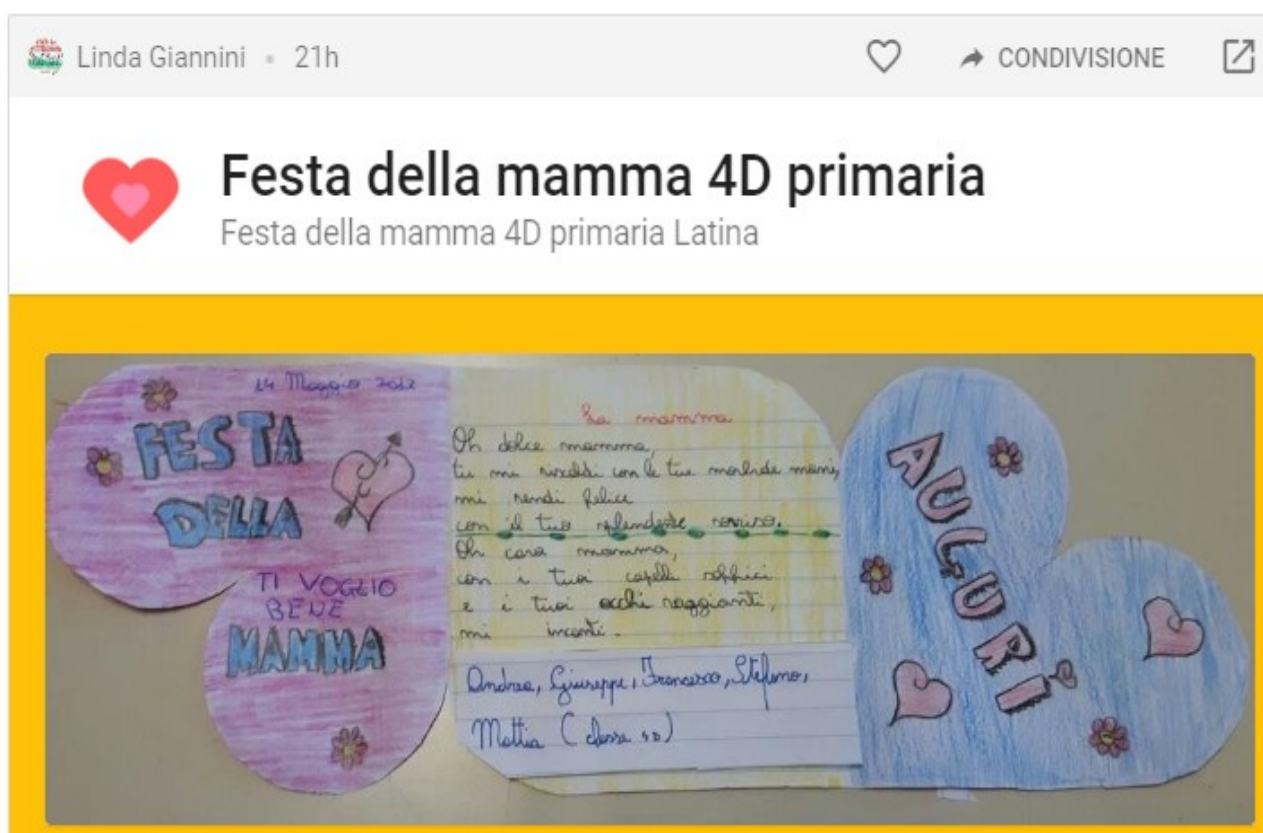 Linda Giannini • 21h
CONDIVISIONE
Festa della mamma 4D primaria
Festa della mamma 4D primaria Latina
14 Maggio 2012
FESTA
DELLA
TI VOGLIO
BENE
MAMMA
La mamma
Oh dolce mamma,
tu mi riscaldi con le tue morbide mani,
mi rendi felice
con il tuo splendente sorriso.
Oh cara mamma,
con i tuoi capelli soffici
e i tuoi occhi raggianti,
mi incanti.
Andrea, Giuseppe, Francesco, Stefano,
Mattia (classe 4D)
AUGURÌ